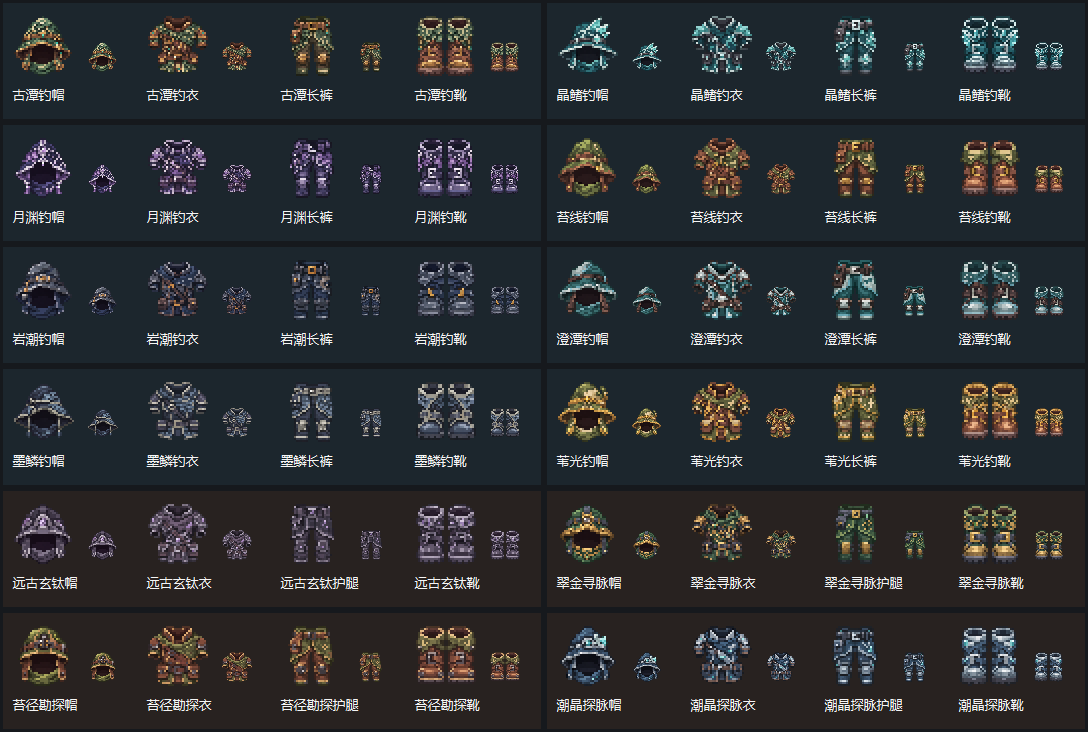 古潭钓帽 古潭钓衣 古潭长裤 古潭钓靴
晶鳍钓帽 晶鳍钓衣 晶鳍长裤 晶鳍钓靴
月渊钓帽 月渊钓衣 月渊长裤 月渊钓靴
苔线钓帽 苔线钓衣 苔线长裤 苔线钓靴
岩潮钓帽 岩潮钓衣 岩潮长裤 岩潮钓靴
澄潭钓帽 澄潭钓衣 澄潭长裤 澄潭钓靴
墨鳞钓帽 墨鳞钓衣 墨鳞长裤 墨鳞钓靴
苇光钓帽 苇光钓衣 苇光长裤 苇光钓靴
远古玄钛帽 远古玄钛衣 远古玄钛护腿 远古玄钛靴
翠金寻脉帽 翠金寻脉衣 翠金寻脉护腿 翠金寻脉靴
苔径勘探帽 苔径勘探衣 苔径勘探护腿 苔径勘探靴
潮晶探脉帽 潮晶探脉衣 潮晶探脉护腿 潮晶探脉靴